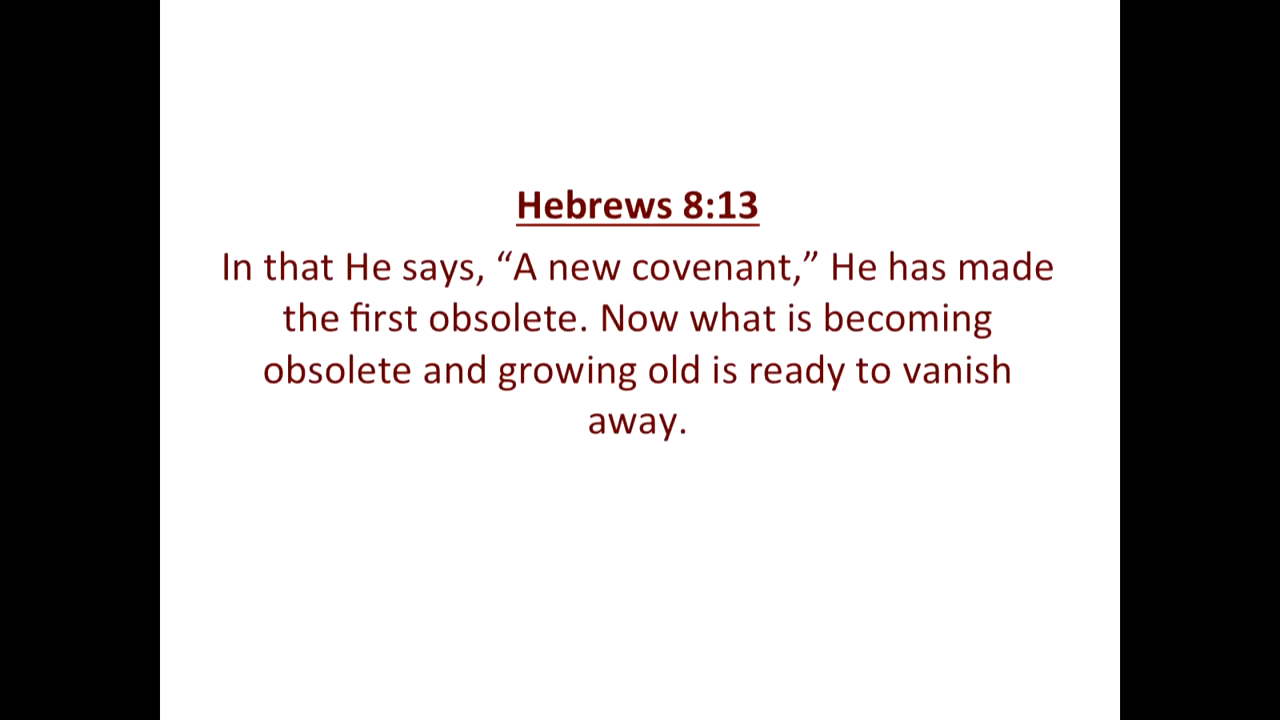 Hebrews 8:13
In that He says, “A new covenant,” He has made
the first obsolete. Now what is becoming
obsolete and growing old is ready to vanish
away.